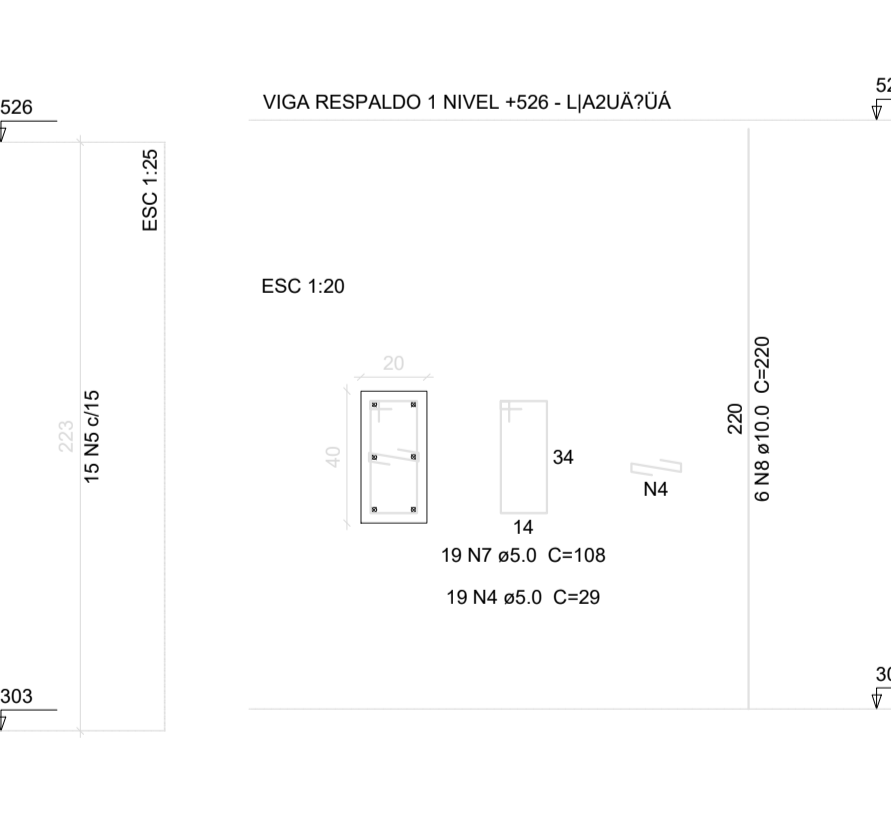 526
VIGA RESPALDO 1 NIVEL +526 - L|A2UÄ?ÜÁ
ESC 1:25
ESC 1:20
20
40
223
15 N5 c/15
34
14
N4
220
6 N8 ø10.0 C=220
19 N7 ø5.0 C=108
19 N4 ø5.0 C=29
303